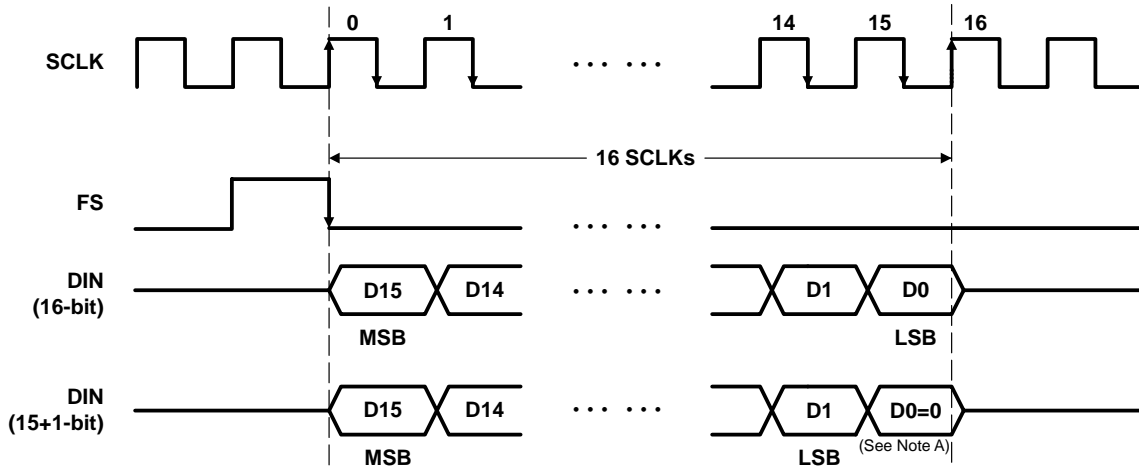 0 1 14 15 16
SCLK
... ... 
16 SCLKs
FS
... ...
DIN
(16-bit)
D15 D14 ... ... D1 D0
MSB LSB
DIN
(15+1-bit)
D15 D14 ... ... D1 D0=0
(See Note A)
MSB LSB